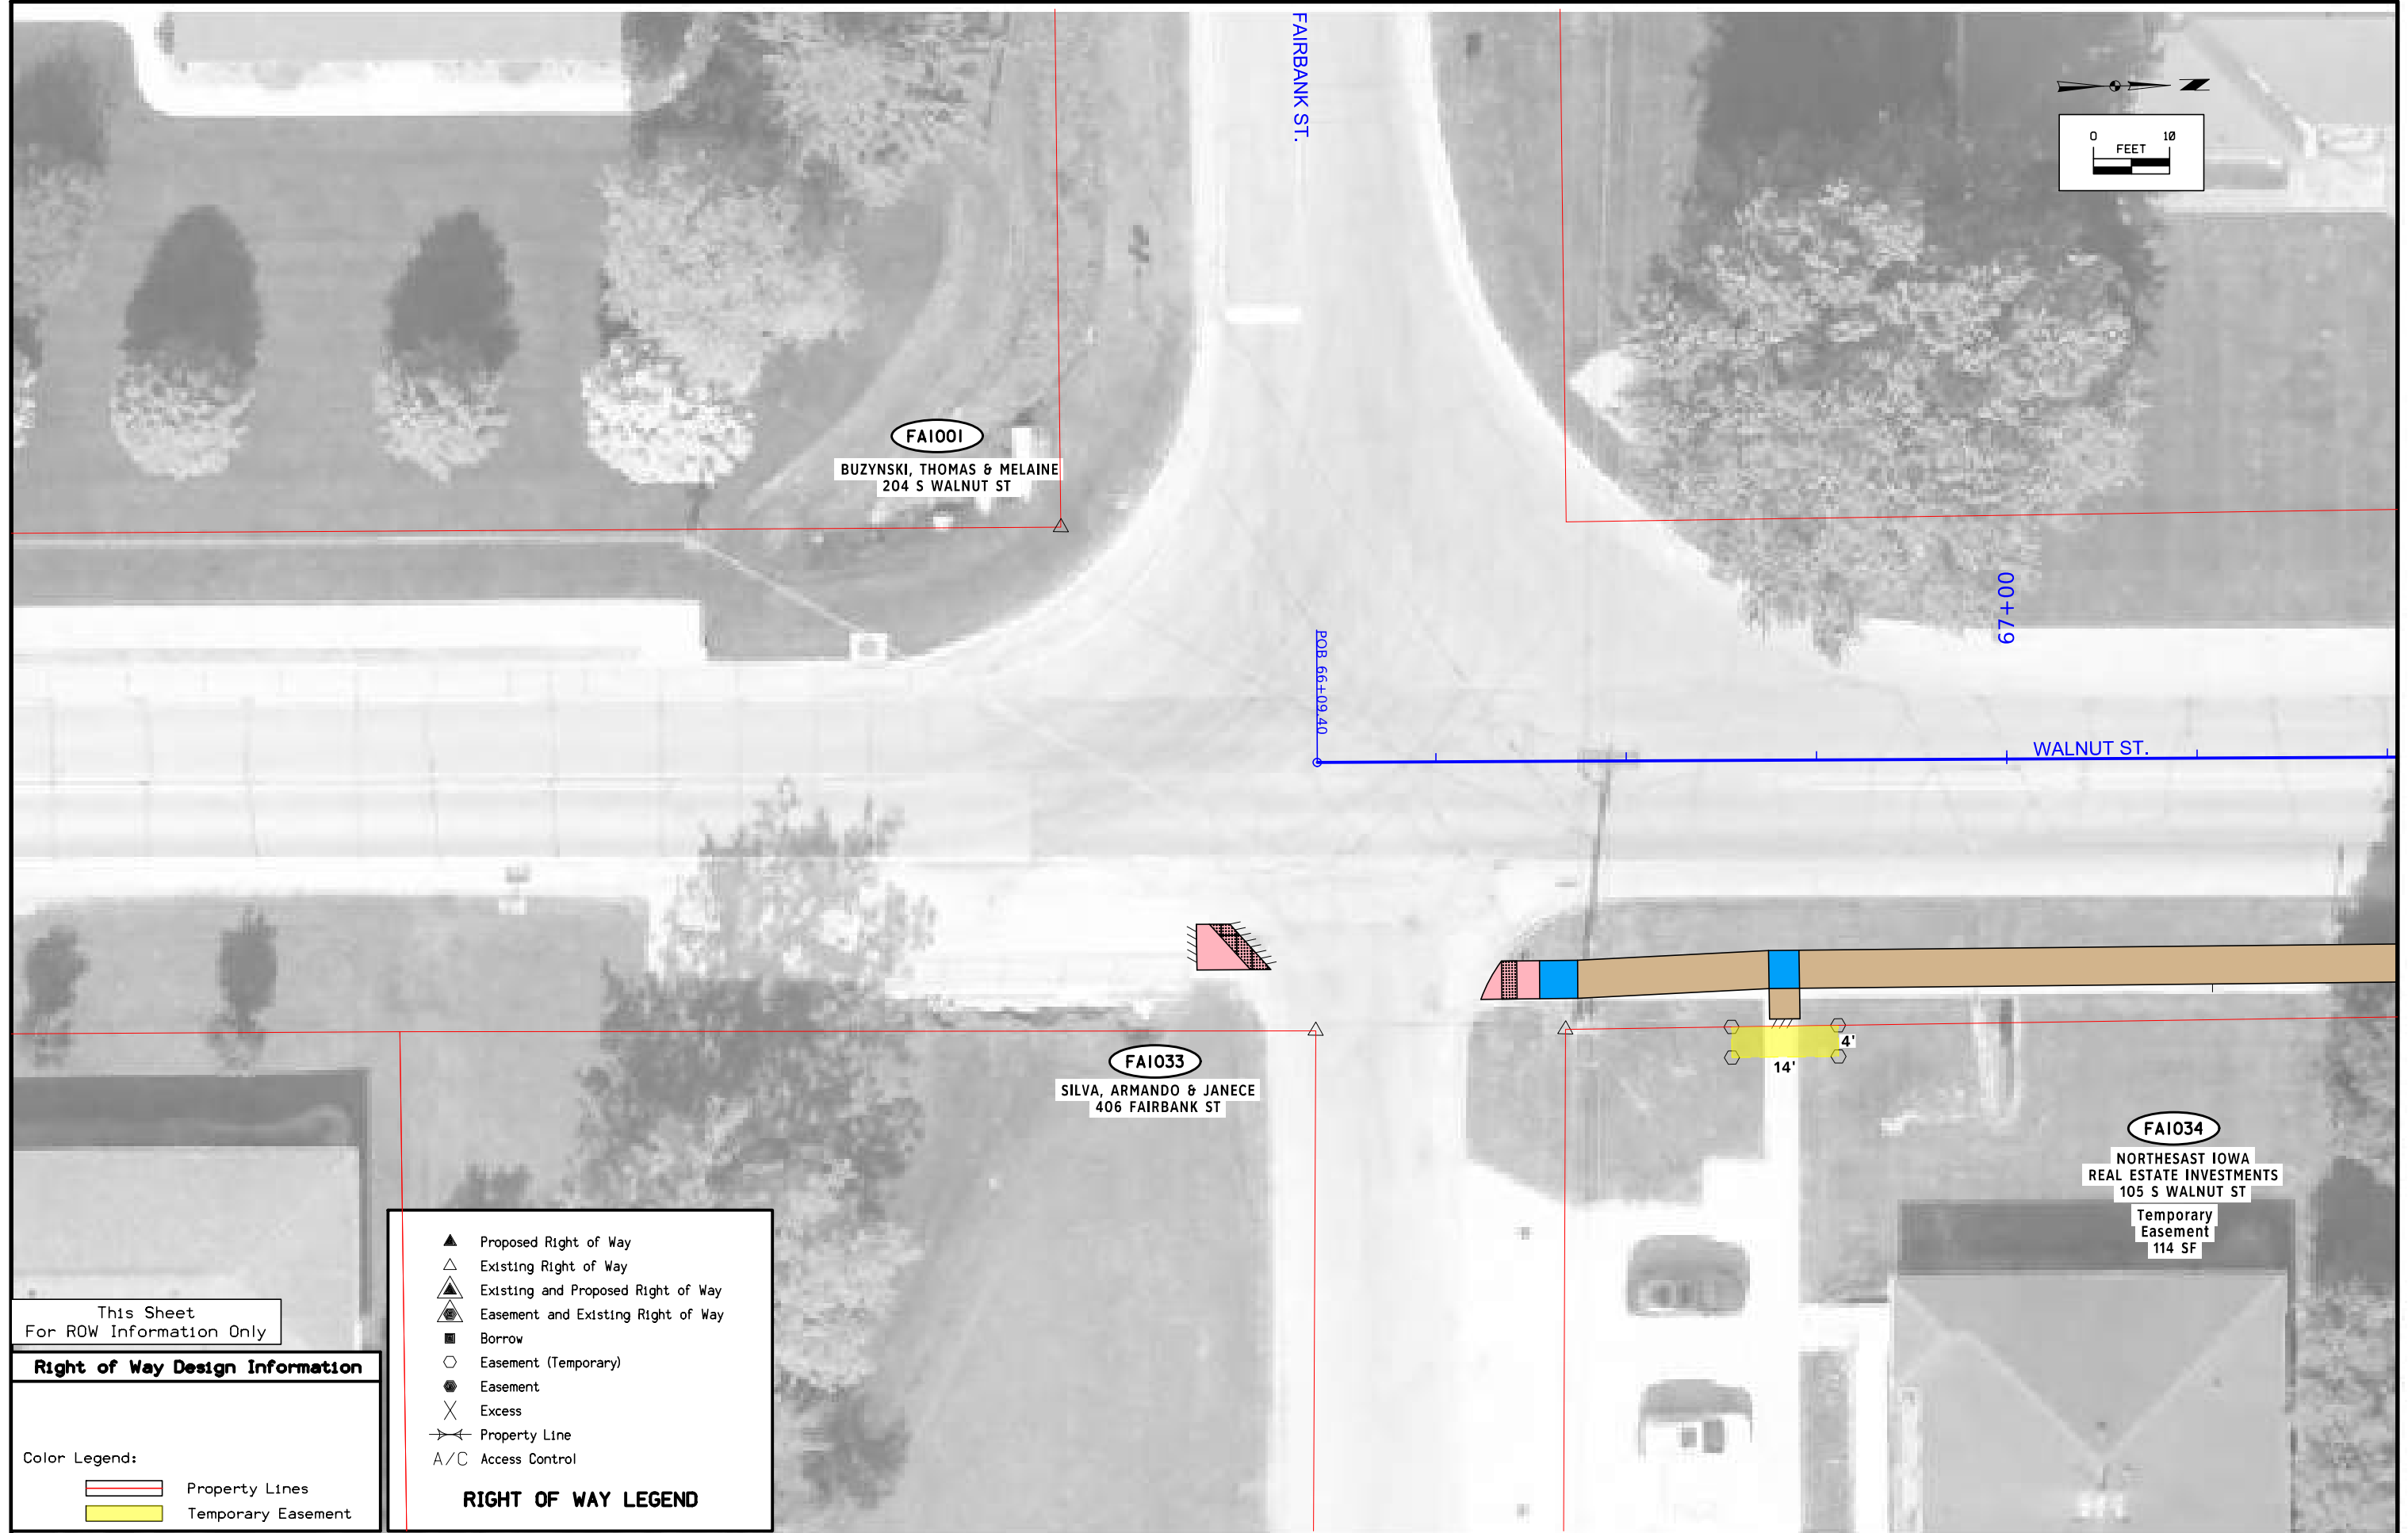 FAIRBANK ST.
0 10
FEET
FA1001
BUZYNSKI, THOMAS & MELAINE
204 S WALNUT ST
67+00
POB 66+09.40
WALNUT ST.
4'
14'
FA1033
SILVA, ARMANDO & JANECE
406 FAIRBANK ST
FA1034
NORTHESAST IOWA
REAL ESTATE INVESTMENTS
105 S WALNUT ST
Temporary
Easement
114 SF
Proposed Right of Way
Existing Right of Way
Existing and Proposed Right of Way
Easement and Existing Right of Way
Borrow
Easement (Temporary)
Easement
Excess
Property Line
A/C Access Control
RIGHT OF WAY LEGEND
This Sheet
For ROW Information Only
Right of Way Design Information
Color Legend:
Property Lines
Temporary Easement